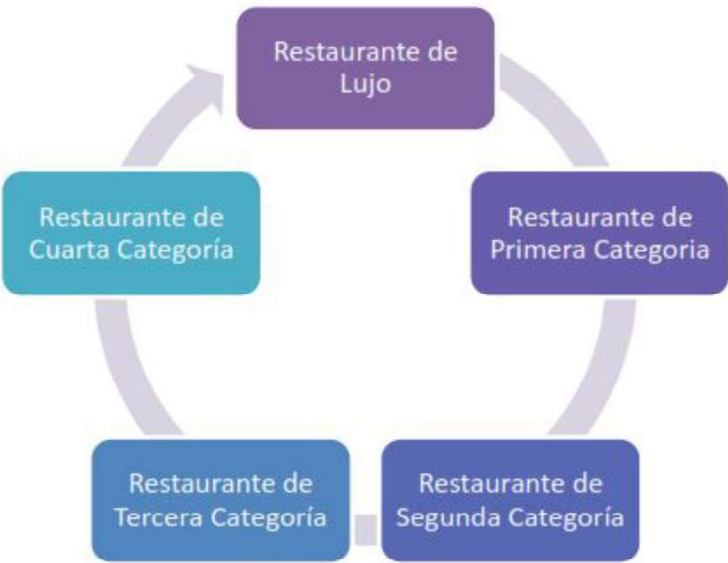 Restaurante de
Lujo
Restaurante de
Primera Categoria
Restaurante de
Segunda Categoría
Restaurante de
Tercera Categoría
Restaurante de
Cuarta Categoría